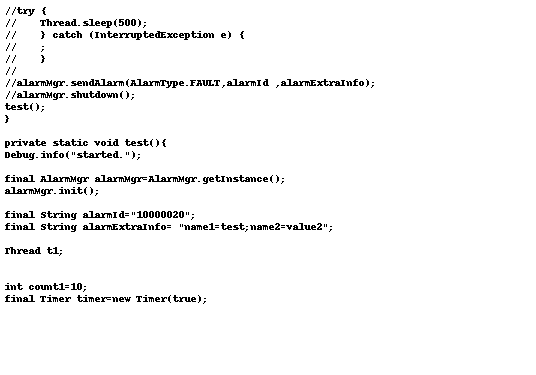 //try {
//    Thread.sleep(500);
//    } catch (InterruptedException e) {
//    ;
//    }
//
//alarmMgr.sendAlarm(AlarmType.FAULT,alarmId ,alarmExtraInfo);
//alarmMgr.shutdown();
test();
}
private static void test(){
Debug.info("started.");
final AlarmMgr alarmMgr=AlarmMgr.getInstance();
alarmMgr.init();
final String alarmId="10000020";
final String alarmExtraInfo= "name1=test;name2=value2";
Thread t1;
int count1=10;
final Timer timer=new Timer(true);